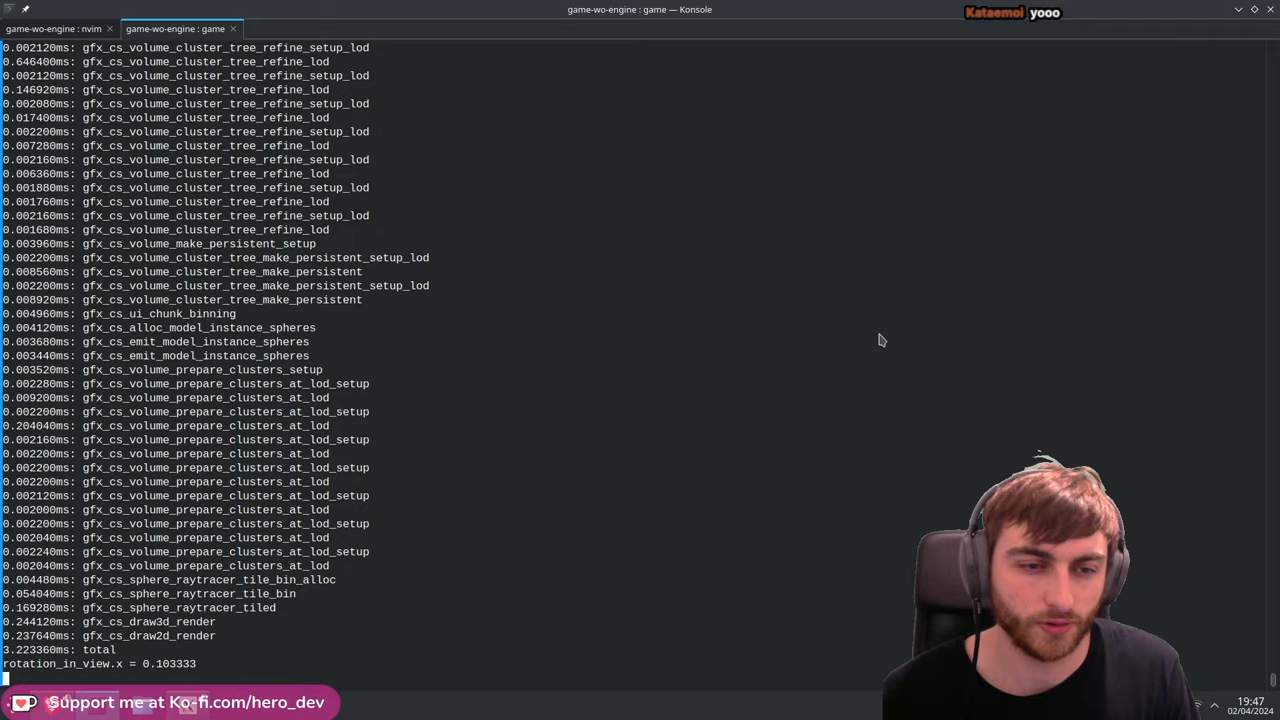 game-wo-engine : game — Konsole
Kataemoi yooo
game-wo-engine : nvim
game-wo-engine : game
0.002120ms: gfx_cs_volume_cluster_tree_refine_setup_lod
0.646400ms: gfx_cs_volume_cluster_tree_refine_lod
0.002120ms: gfx_cs_volume_cluster_tree_refine_setup_lod
0.146920ms: gfx_cs_volume_cluster_tree_refine_lod
0.002080ms: gfx_cs_volume_cluster_tree_refine_setup_lod
0.017400ms: gfx_cs_volume_cluster_tree_refine_lod
0.002200ms: gfx_cs_volume_cluster_tree_refine_setup_lod
0.007280ms: gfx_cs_volume_cluster_tree_refine_lod
0.002160ms: gfx_cs_volume_cluster_tree_refine_setup_lod
0.006360ms: gfx_cs_volume_cluster_tree_refine_lod
0.001880ms: gfx_cs_volume_cluster_tree_refine_setup_lod
0.001760ms: gfx_cs_volume_cluster_tree_refine_lod
0.002160ms: gfx_cs_volume_cluster_tree_refine_setup_lod
0.001680ms: gfx_cs_volume_cluster_tree_refine_lod
0.003960ms: gfx_cs_volume_make_persistent_setup
0.002200ms: gfx_cs_volume_cluster_tree_make_persistent_setup_lod
0.008560ms: gfx_cs_volume_cluster_tree_make_persistent
0.002200ms: gfx_cs_volume_cluster_tree_make_persistent_setup_lod
0.008920ms: gfx_cs_volume_cluster_tree_make_persistent
0.004960ms: gfx_cs_ui_chunk_binning
0.004120ms: gfx_cs_alloc_model_instance_spheres
0.003680ms: gfx_cs_emit_model_instance_spheres
0.003440ms: gfx_cs_emit_model_instance_spheres
0.003520ms: gfx_cs_volume_prepare_clusters_setup
0.002280ms: gfx_cs_volume_prepare_clusters_at_lod_setup
0.009200ms: gfx_cs_volume_prepare_clusters_at_lod
0.002200ms: gfx_cs_volume_prepare_clusters_at_lod_setup
0.204040ms: gfx_cs_volume_prepare_clusters_at_lod
0.002160ms: gfx_cs_volume_prepare_clusters_at_lod_setup
0.002200ms: gfx_cs_volume_prepare_clusters_at_lod
0.002200ms: gfx_cs_volume_prepare_clusters_at_lod_setup
0.002200ms: gfx_cs_volume_prepare_clusters_at_lod
0.002120ms: gfx_cs_volume_prepare_clusters_at_lod_setup
0.002000ms: gfx_cs_volume_prepare_clusters_at_lod
0.002200ms: gfx_cs_volume_prepare_clusters_at_lod_setup
0.002040ms: gfx_cs_volume_prepare_clusters_at_lod
0.002240ms: gfx_cs_volume_prepare_clusters_at_lod_setup
0.002040ms: gfx_cs_volume_prepare_clusters_at_lod
0.004480ms: gfx_cs_sphere_raytracer_tile_bin_alloc
0.054040ms: gfx_cs_sphere_raytracer_tile_bin
0.169280ms: gfx_cs_sphere_raytracer_tiled
0.244120ms: gfx_cs_draw3d_render
0.237640ms: gfx_cs_draw2d_render
3.223360ms: total
rotation_in_view.x = 0.103333
Support me at Ko-fi.com/hero_dev
19:47
02/04/2024